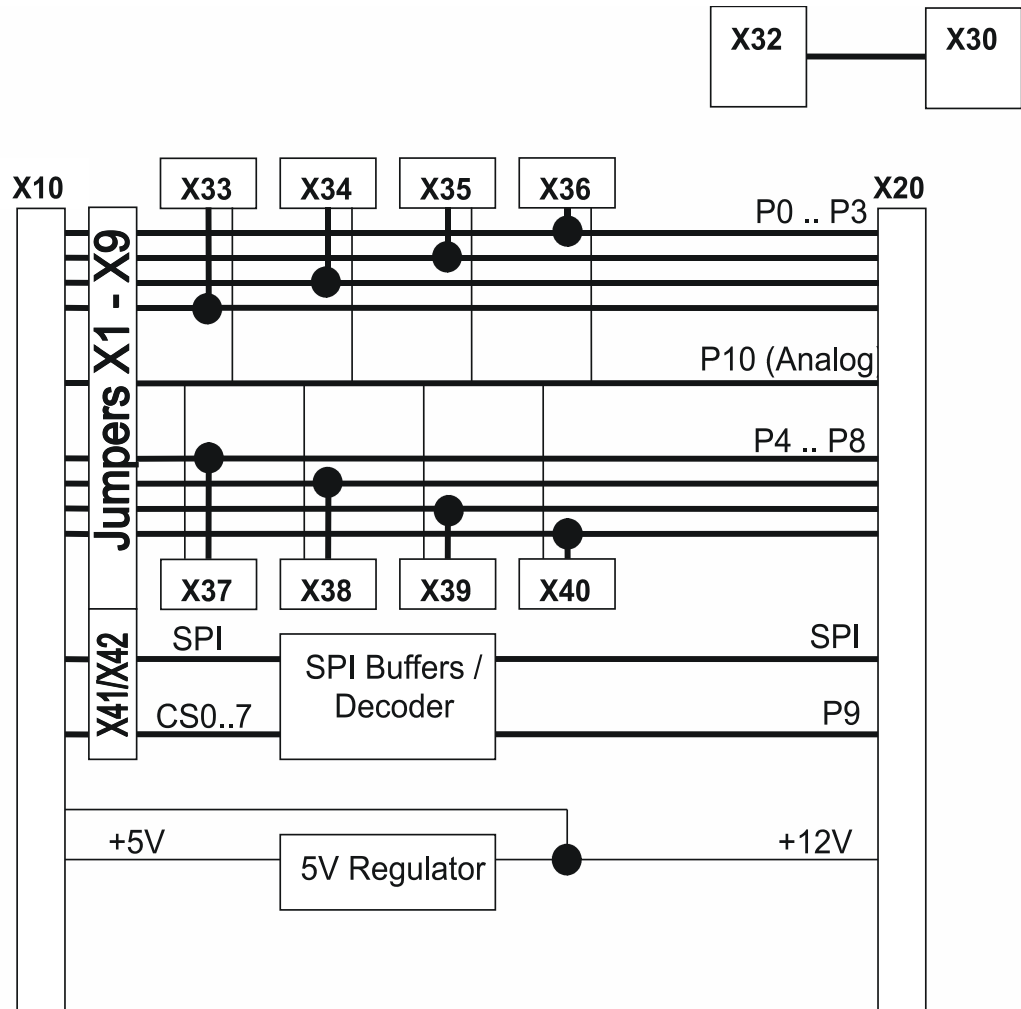 X32
X30
X10
X33
X34
X35
X36
X20
P0 .. P3
Jumpers X1 - X9
P10 (Analog
P4 .. P8
X37
X38
X39
X40
X41/X42
SPI
SPI Buffers /
Decoder
SPI
CS0..7
P9
+5V
5V Regulator
+12V